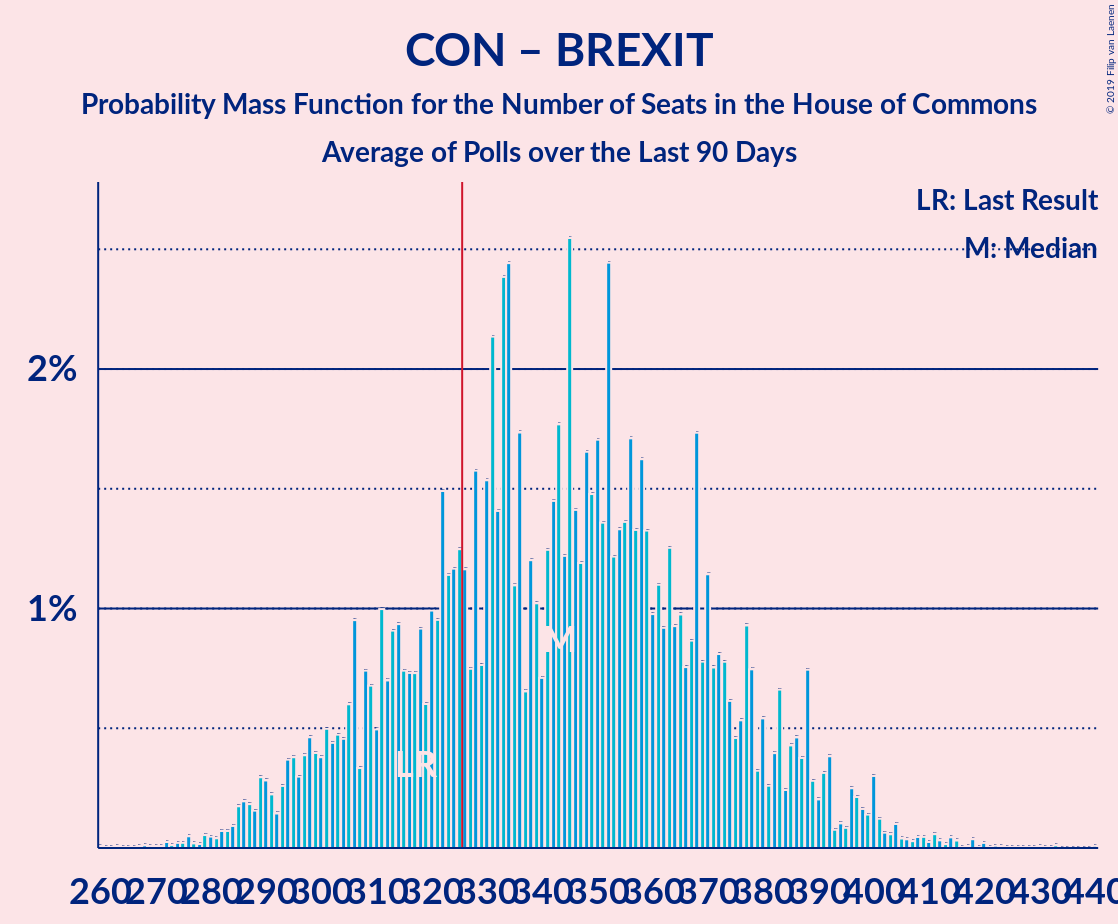 CON – BREXIT
Probability Mass Function for the Number of Seats in the House of Commons
Average of Polls over the Last 90 Days
© 2019 Filip van Laenen
LR: Last Result
M: Median
2%
1%
M
LR
260 270 280 290 300 310 320 330 340 350 360 370 380 390 400 410 420 430 440